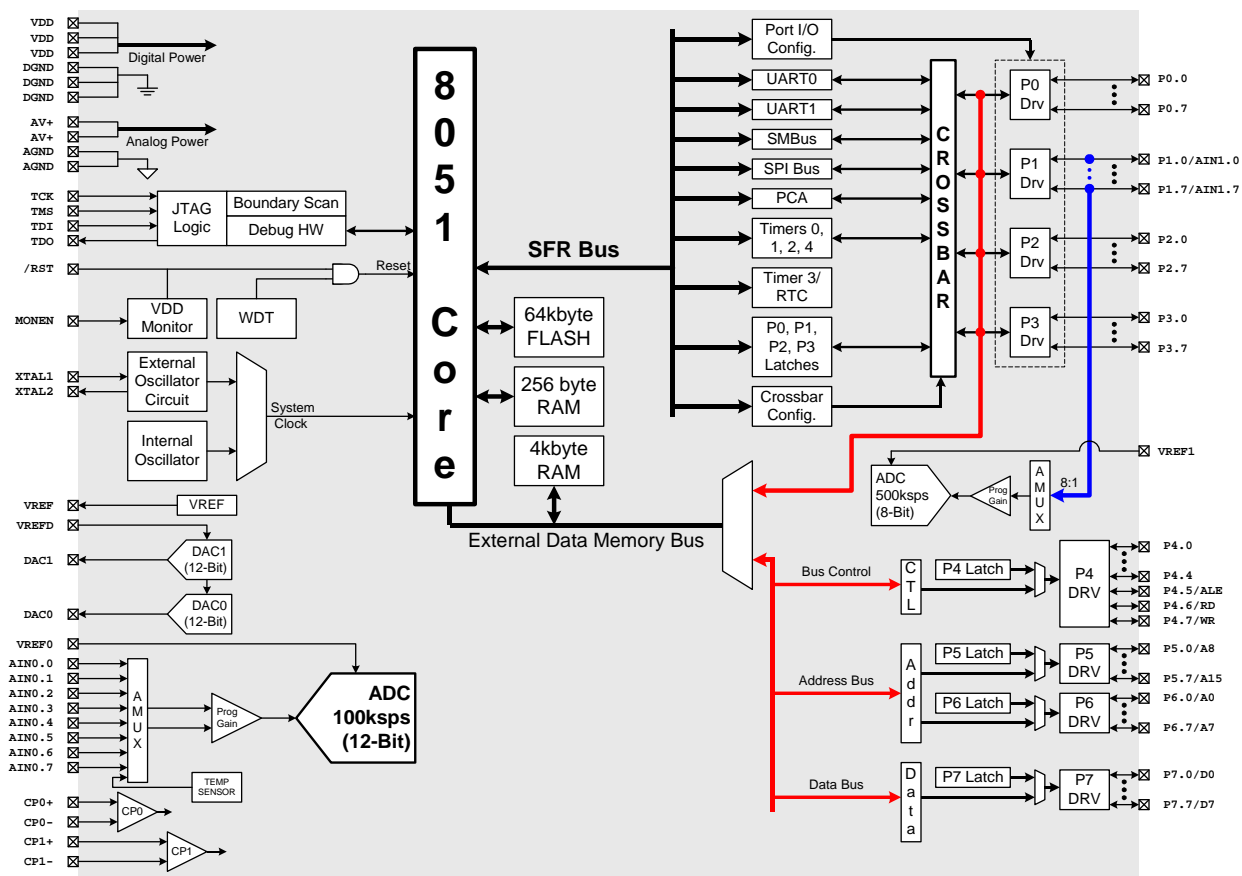 VDD
VDD
VDD
Digital Power
DGND
DGND
DGND
AV+
AV+
Analog Power
AGND
AGND
TCK
TMS
TDI
TDO
JTAG
Logic
Boundary Scan
Debug HW
/RST
Reset
MONEN
VDD
Monitor
WDT
XTAL1
XTAL2
External
Oscillator
Circuit
Internal
Oscillator
System
Clock
VREF
VREF
VREFD
DAC1
DAC1
(12-Bit)
DAC0
DAC0
(12-Bit)
VREF0
AIN0.0
AIN0.1
AIN0.2
AIN0.3
AIN0.4
AIN0.5
AIN0.6
AIN0.7
AMUX
Prog
Gain
ADC
100ksps
(12-Bit)
TEMP
SENSOR
CP0+
CP0-
CP0
CP1+
CP1-
CP1
8051 Core
SFR Bus
64kbyte
FLASH
256 byte
RAM
4kbyte
RAM
External Data Memory Bus
Port I/O
Config.
UART0
UART1
SMBus
SPI Bus
PCA
Timers 0,
1, 2, 4
Timer 3/
RTC
P0, P1,
P2, P3
Latches
Crossbar
Config.
CROSSBAR
P0
Drv
P1
Drv
P2
Drv
P3
Drv
P0.0
P0.7
P1.0/AIN1.0
P1.7/AIN1.7
P2.0
P2.7
P3.0
P3.7
VREF1
ADC
500ksps
(8-Bit)
Prog
Gain
AMUX
8:1
Bus Control
CTL
P4 Latch
P4
DRV
P4.0
P4.4
P4.5/ALE
P4.6/RD
P4.7/WR
Address Bus
Addr
P5 Latch
P5
DRV
P5.0/A8
P5.7/A15
P6 Latch
P6
DRV
P6.0/A0
P6.7/A7
Data Bus
Data
P7 Latch
P7
DRV
P7.0/D0
P7.7/D7